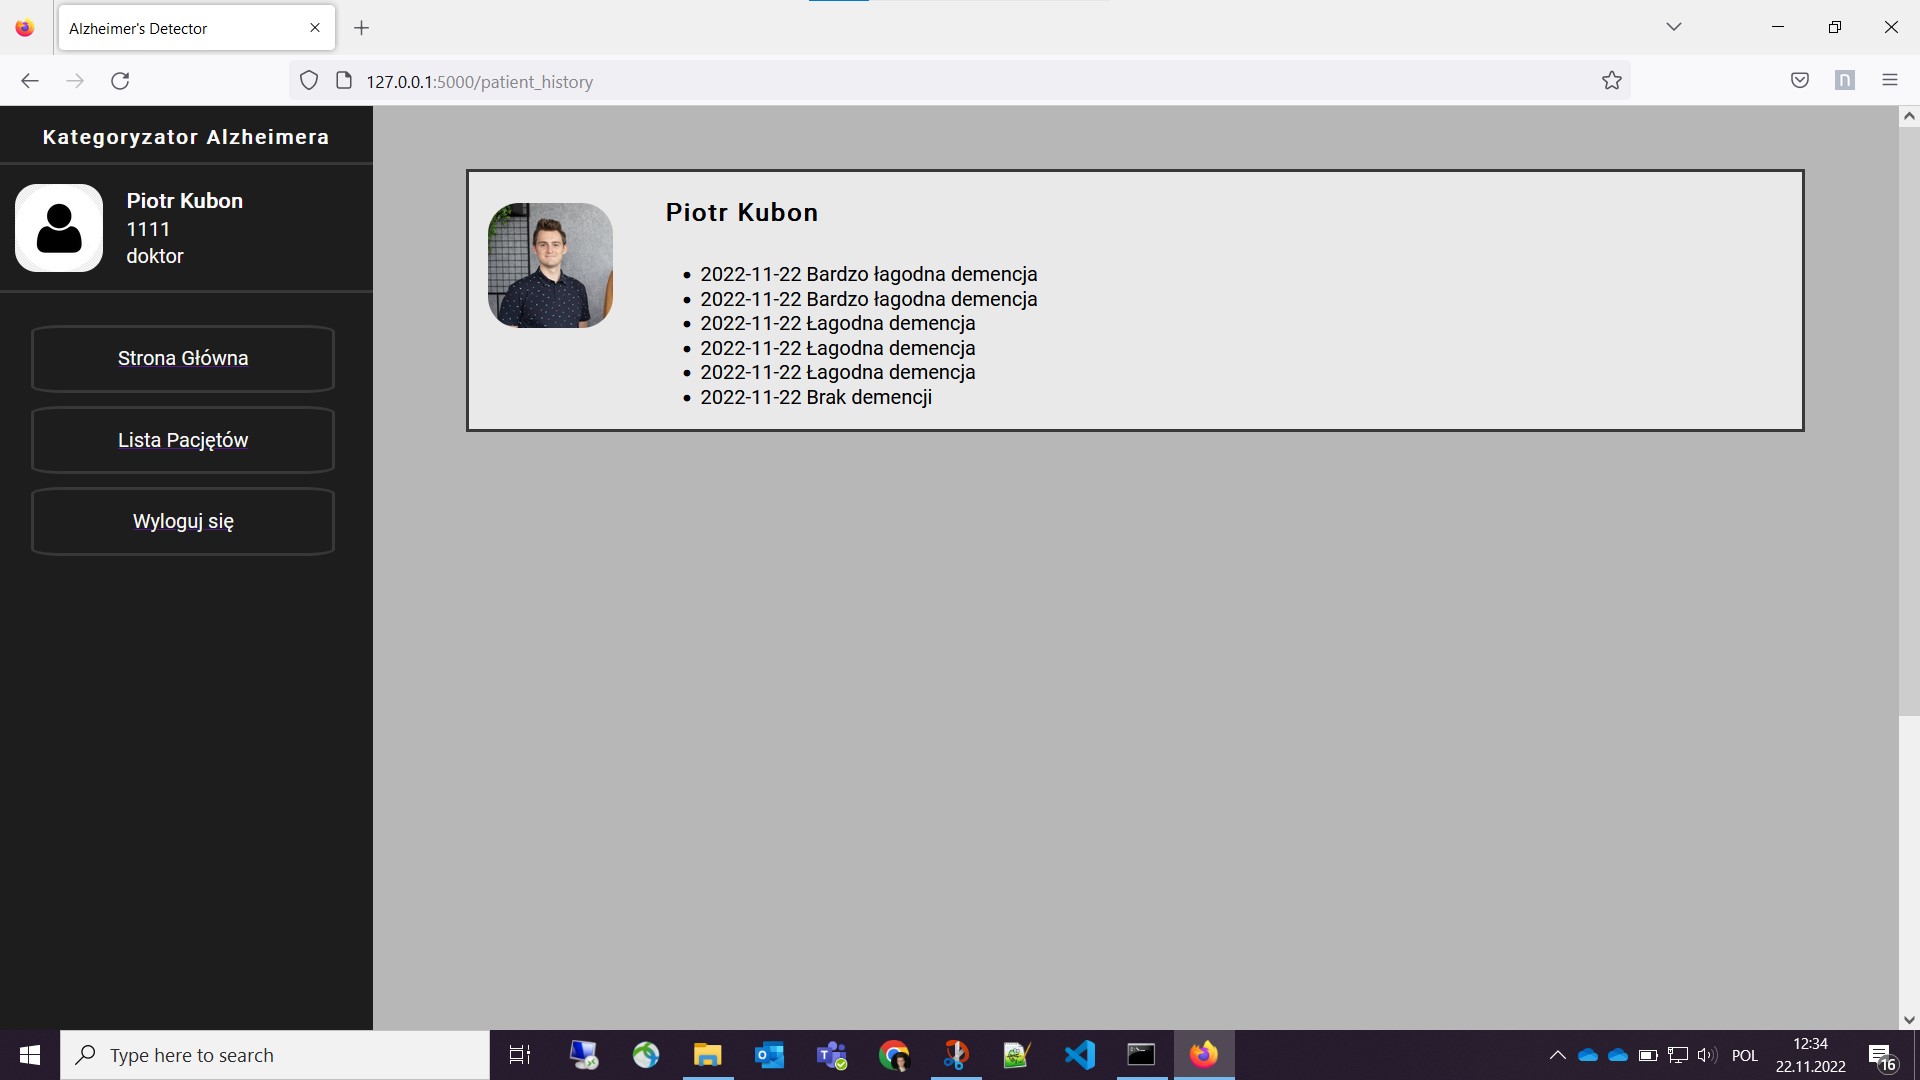 Alzheimer's Detector
127.0.0.1:5000/patient_history
Kategoryzator Alzheimera
Piotr Kubon
1111
doktor
Strona Główna
Lista Pacjętów
Wyloguj się
Piotr Kubon
2022-11-22 Bardzo łagodna demencja
2022-11-22 Bardzo łagodna demencja
2022-11-22 Łagodna demencja
2022-11-22 Łagodna demencja
2022-11-22 Łagodna demencja
2022-11-22 Brak demencji
Type here to search
POL
12:34
22.11.2022
16